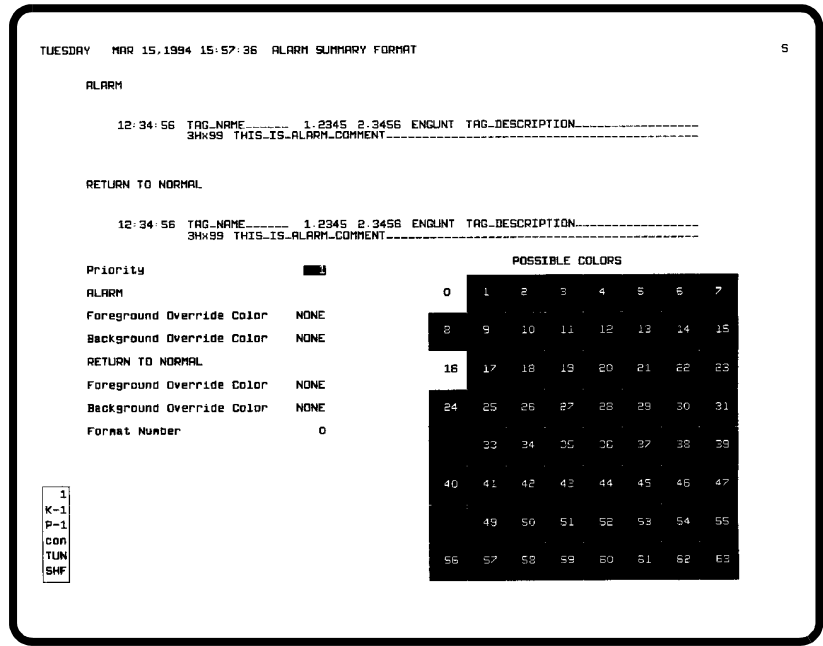 TUESDAY MAR 15,1994 15:57:36 ALARM SUMMARY FORMAT S
ALARM
12:34:56 TAG_NAME______ 1.2345 2.3456 ENGUNT TAG_DESCRIPTION________________
3Hx99 THIS_IS_ALARM_COMMENT________________________________________
RETURN TO NORMAL
12:34:56 TAG_NAME______ 1.2345 2.3456 ENGUNT TAG_DESCRIPTION________________
3Hx99 THIS_IS_ALARM_COMMENT________________________________________
Priority 1
ALARM
Foreground Override Color NONE
Background Override Color NONE
RETURN TO NORMAL
Foreground Override Color NONE
Background Override Color NONE
Format Number 0
POSSIBLE COLORS
0 1 2 3 4 5 6 7
8 9 10 11 12 13 14 15
16 17 18 19 20 21 22 23
24 25 26 27 28 29 30 31
33 34 35 36 37 38 39
40 41 42 43 44 45 46 47
49 50 51 52 53 54 55
56 57 58 59 60 61 62 63
1
K-1
P-1
con
TUN
SHF